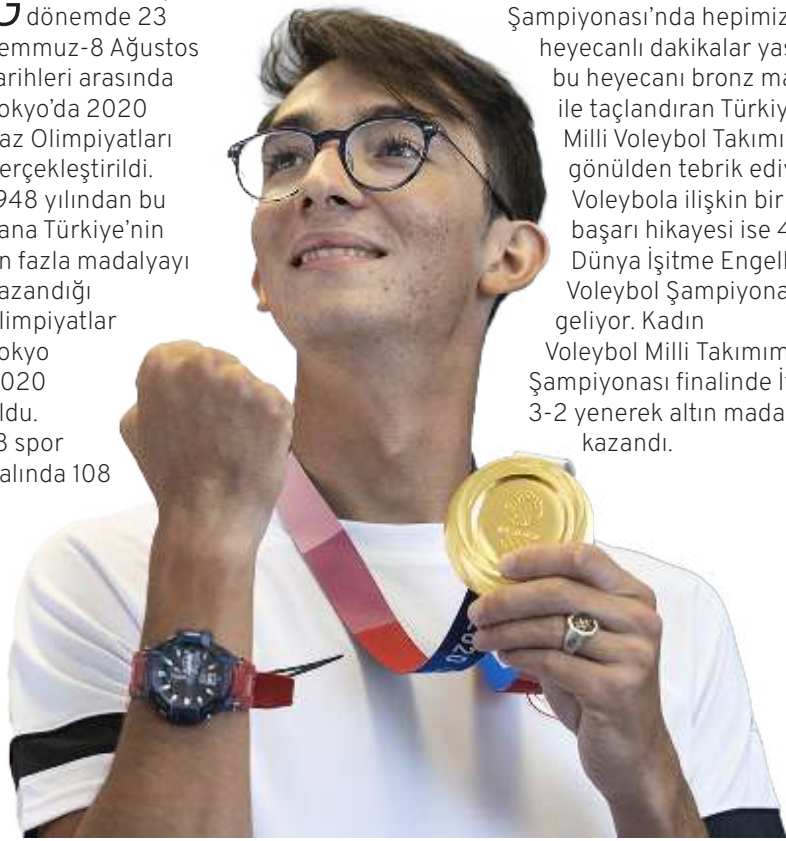 G dönemde 23
emmuz-8 Ağustos
arihleri arasında
okyo’da 2020
az Olimpiyatları
erçekleştirildi.
948 yılından bu
ana Türkiye’nin
n fazla madalyayı
azandığı
limpiyatlar
okyo
020
ldu.
3 spor
alında 108
Şampiyonası’nda hepimiz
heyecanlı dakikalar yaş
bu heyecanı bronz ma
ile taçlandıran Türkiy
Milli Voleybol Takımı
gönülden tebrik ediy
Voleybola ilişkin bir
başarı hikayesi ise 4
Dünya İşitme Engell
Voleybol Şampiyona
geliyor. Kadın
Voleybol Milli Takımım
Şampiyonası finalinde İ
3-2 yenerek altın mada
kazandı.
2020